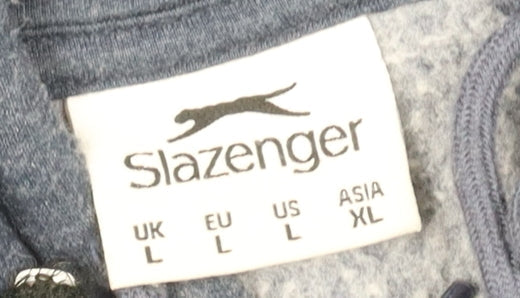 Slazenger
UK EU US ASIA
L L L XL